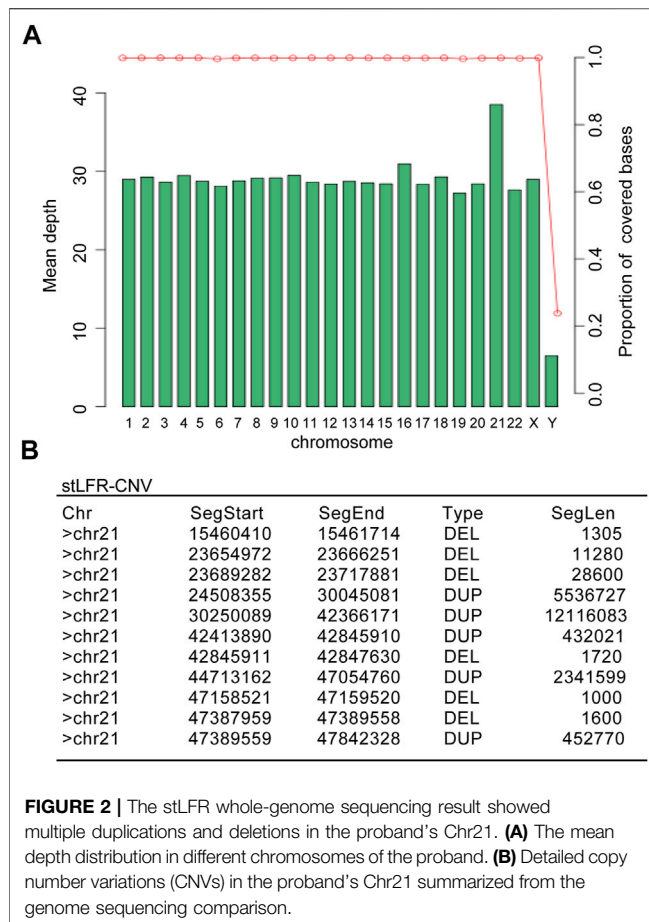 A
Mean depth
0 10 20 30 40
Proportion of covered bases
0.0 0.2 0.4 0.6 0.8 1.0
1 2 3 4 5 6 7 8 9 10 11 12 13 14 15 16 17 18 19 20 21 22 X Y
chromosome
B
stLFR-CNV
Chr SegStart SegEnd Type SegLen
>chr21 15460410 15461714 DEL 1305
>chr21 23654972 23666251 DEL 11280
>chr21 23689282 23717881 DEL 28600
>chr21 24508355 30045081 DUP 5536727
>chr21 30250089 42366171 DUP 12116083
>chr21 42413890 42845910 DUP 432021
>chr21 42845911 42847630 DEL 1720
>chr21 44713162 47054760 DUP 2341599
>chr21 47158521 47159520 DEL 1000
>chr21 47387959 47389558 DEL 1600
>chr21 47389559 47842328 DUP 452770
FIGURE 2 | The stLFR whole-genome sequencing result showed
multiple duplications and deletions in the proband's Chr21. (A) The mean
depth distribution in different chromosomes of the proband. (B) Detailed copy
number variations (CNVs) in the proband's Chr21 summarized from the
genome sequencing comparison.